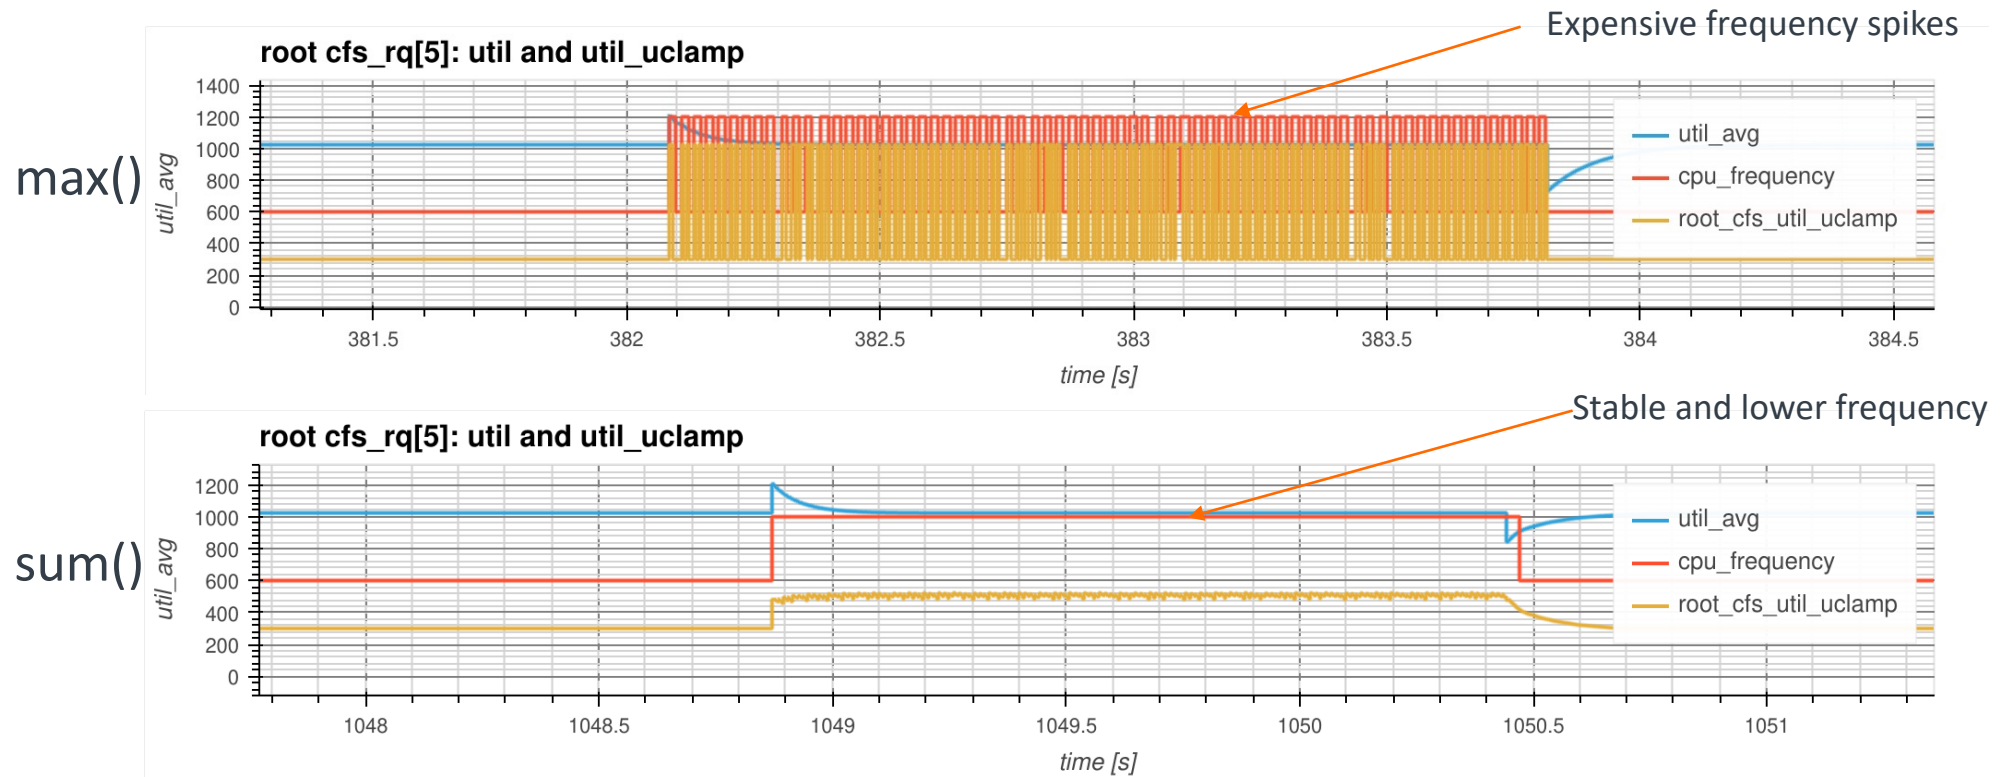 Expensive frequency spikes
root cfs_rq[5]: util and util_uclamp
max()
util_avg
1400
1200
1000
800
600
400
200
0
util_avg
cpu_frequency
root_cfs_util_uclamp
381.5 382 382.5 383 383.5 384 384.5
time [s]
Stable and lower frequency
root cfs_rq[5]: util and util_uclamp
sum()
util_avg
1200
1000
800
600
400
200
0
util_avg
cpu_frequency
root_cfs_util_uclamp
1048 1048.5 1049 1049.5 1050 1050.5 1051
time [s]